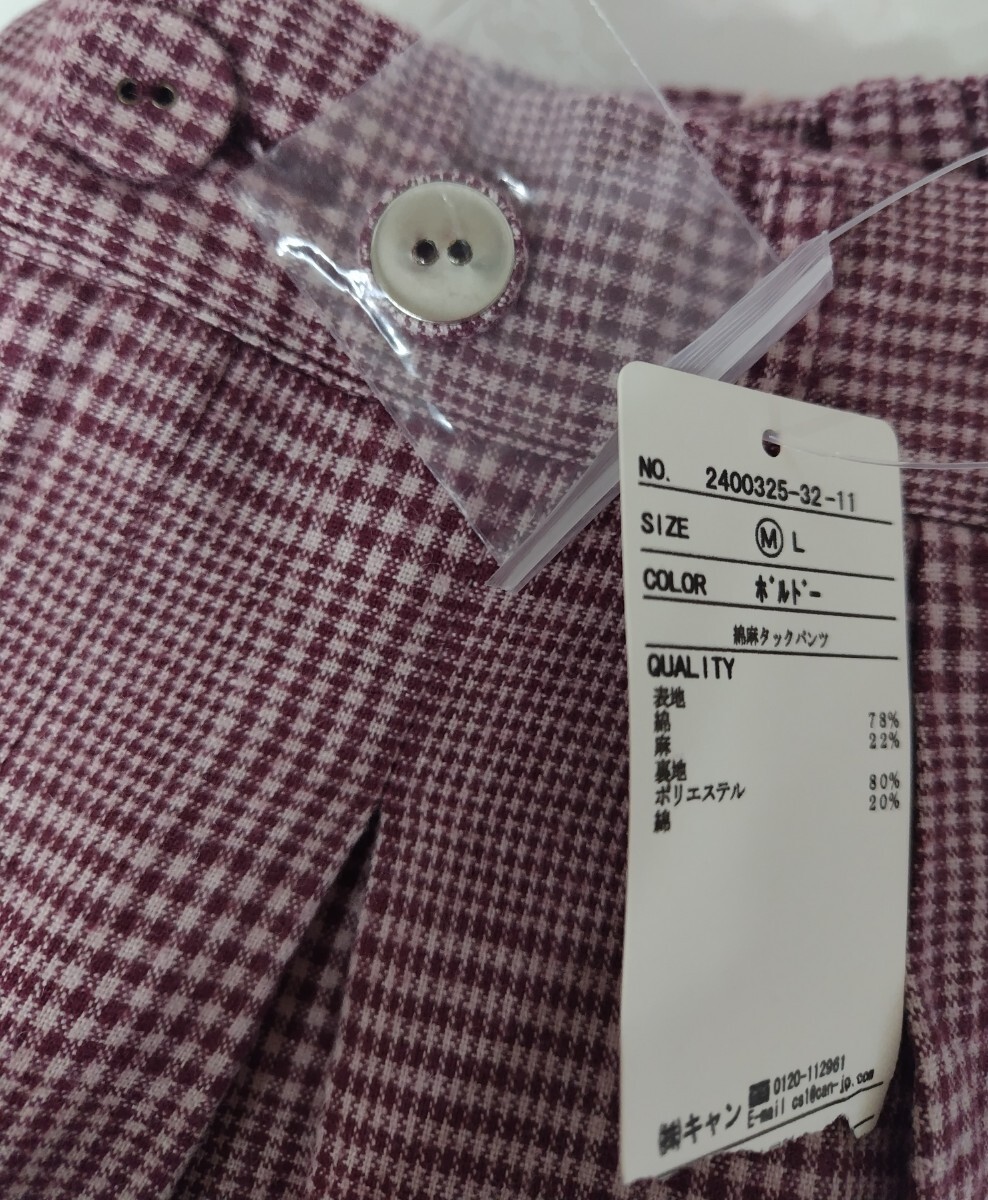 NO. 2400325-32-11
SIZE Ⓜ L
COLOR ﾎﾞﾙﾄﾞｰ
綿麻タックパンツ
QUALITY
表地
綿 78%
麻 22%
裏地
ポリエステル 80%
綿 20%
㈱キャン
0120-112961
E-mail cs1@can-jp.com